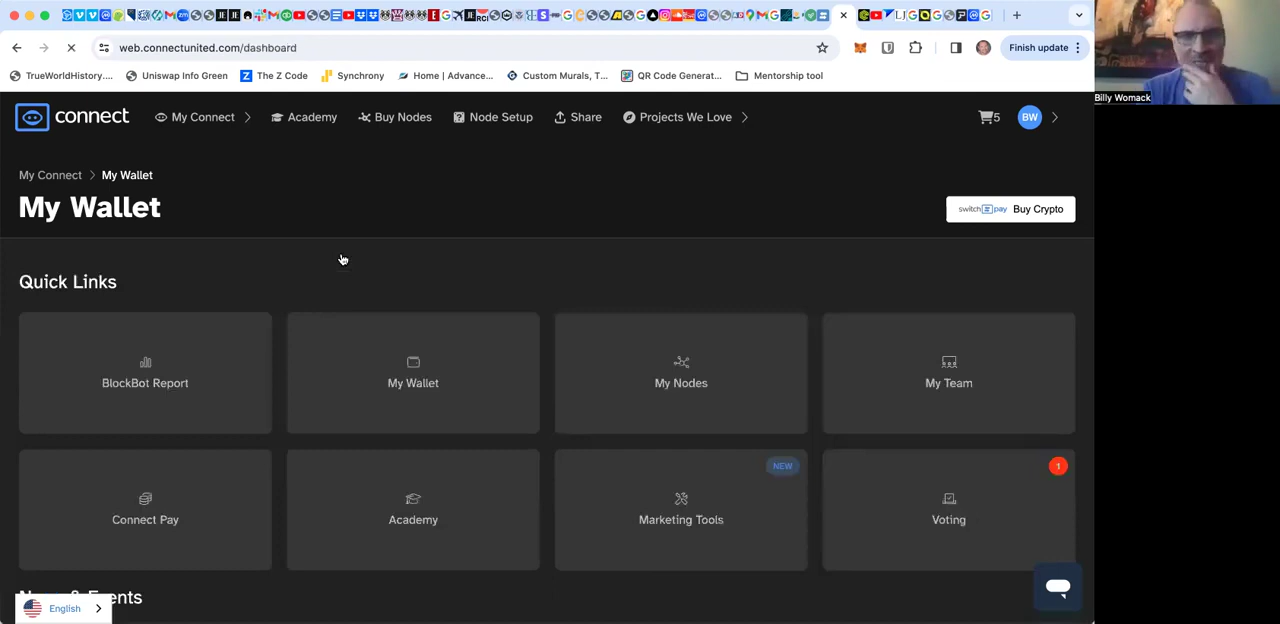 web.connectunited.com/dashboard
Finish update
TrueWorldHistory....
Uniswap Info Green
The Z Code
Synchrony
Home | Advance...
Custom Murals, T...
QR Code Generat...
Mentorship tool
Billy Womack
connect
My Connect
Academy
Buy Nodes
Node Setup
Share
Projects We Love
5
BW
My Connect > My Wallet
My Wallet
switch pay Buy Crypto
Quick Links
BlockBot Report
My Wallet
My Nodes
My Team
NEW
1
Connect Pay
Academy
Marketing Tools
Voting
English